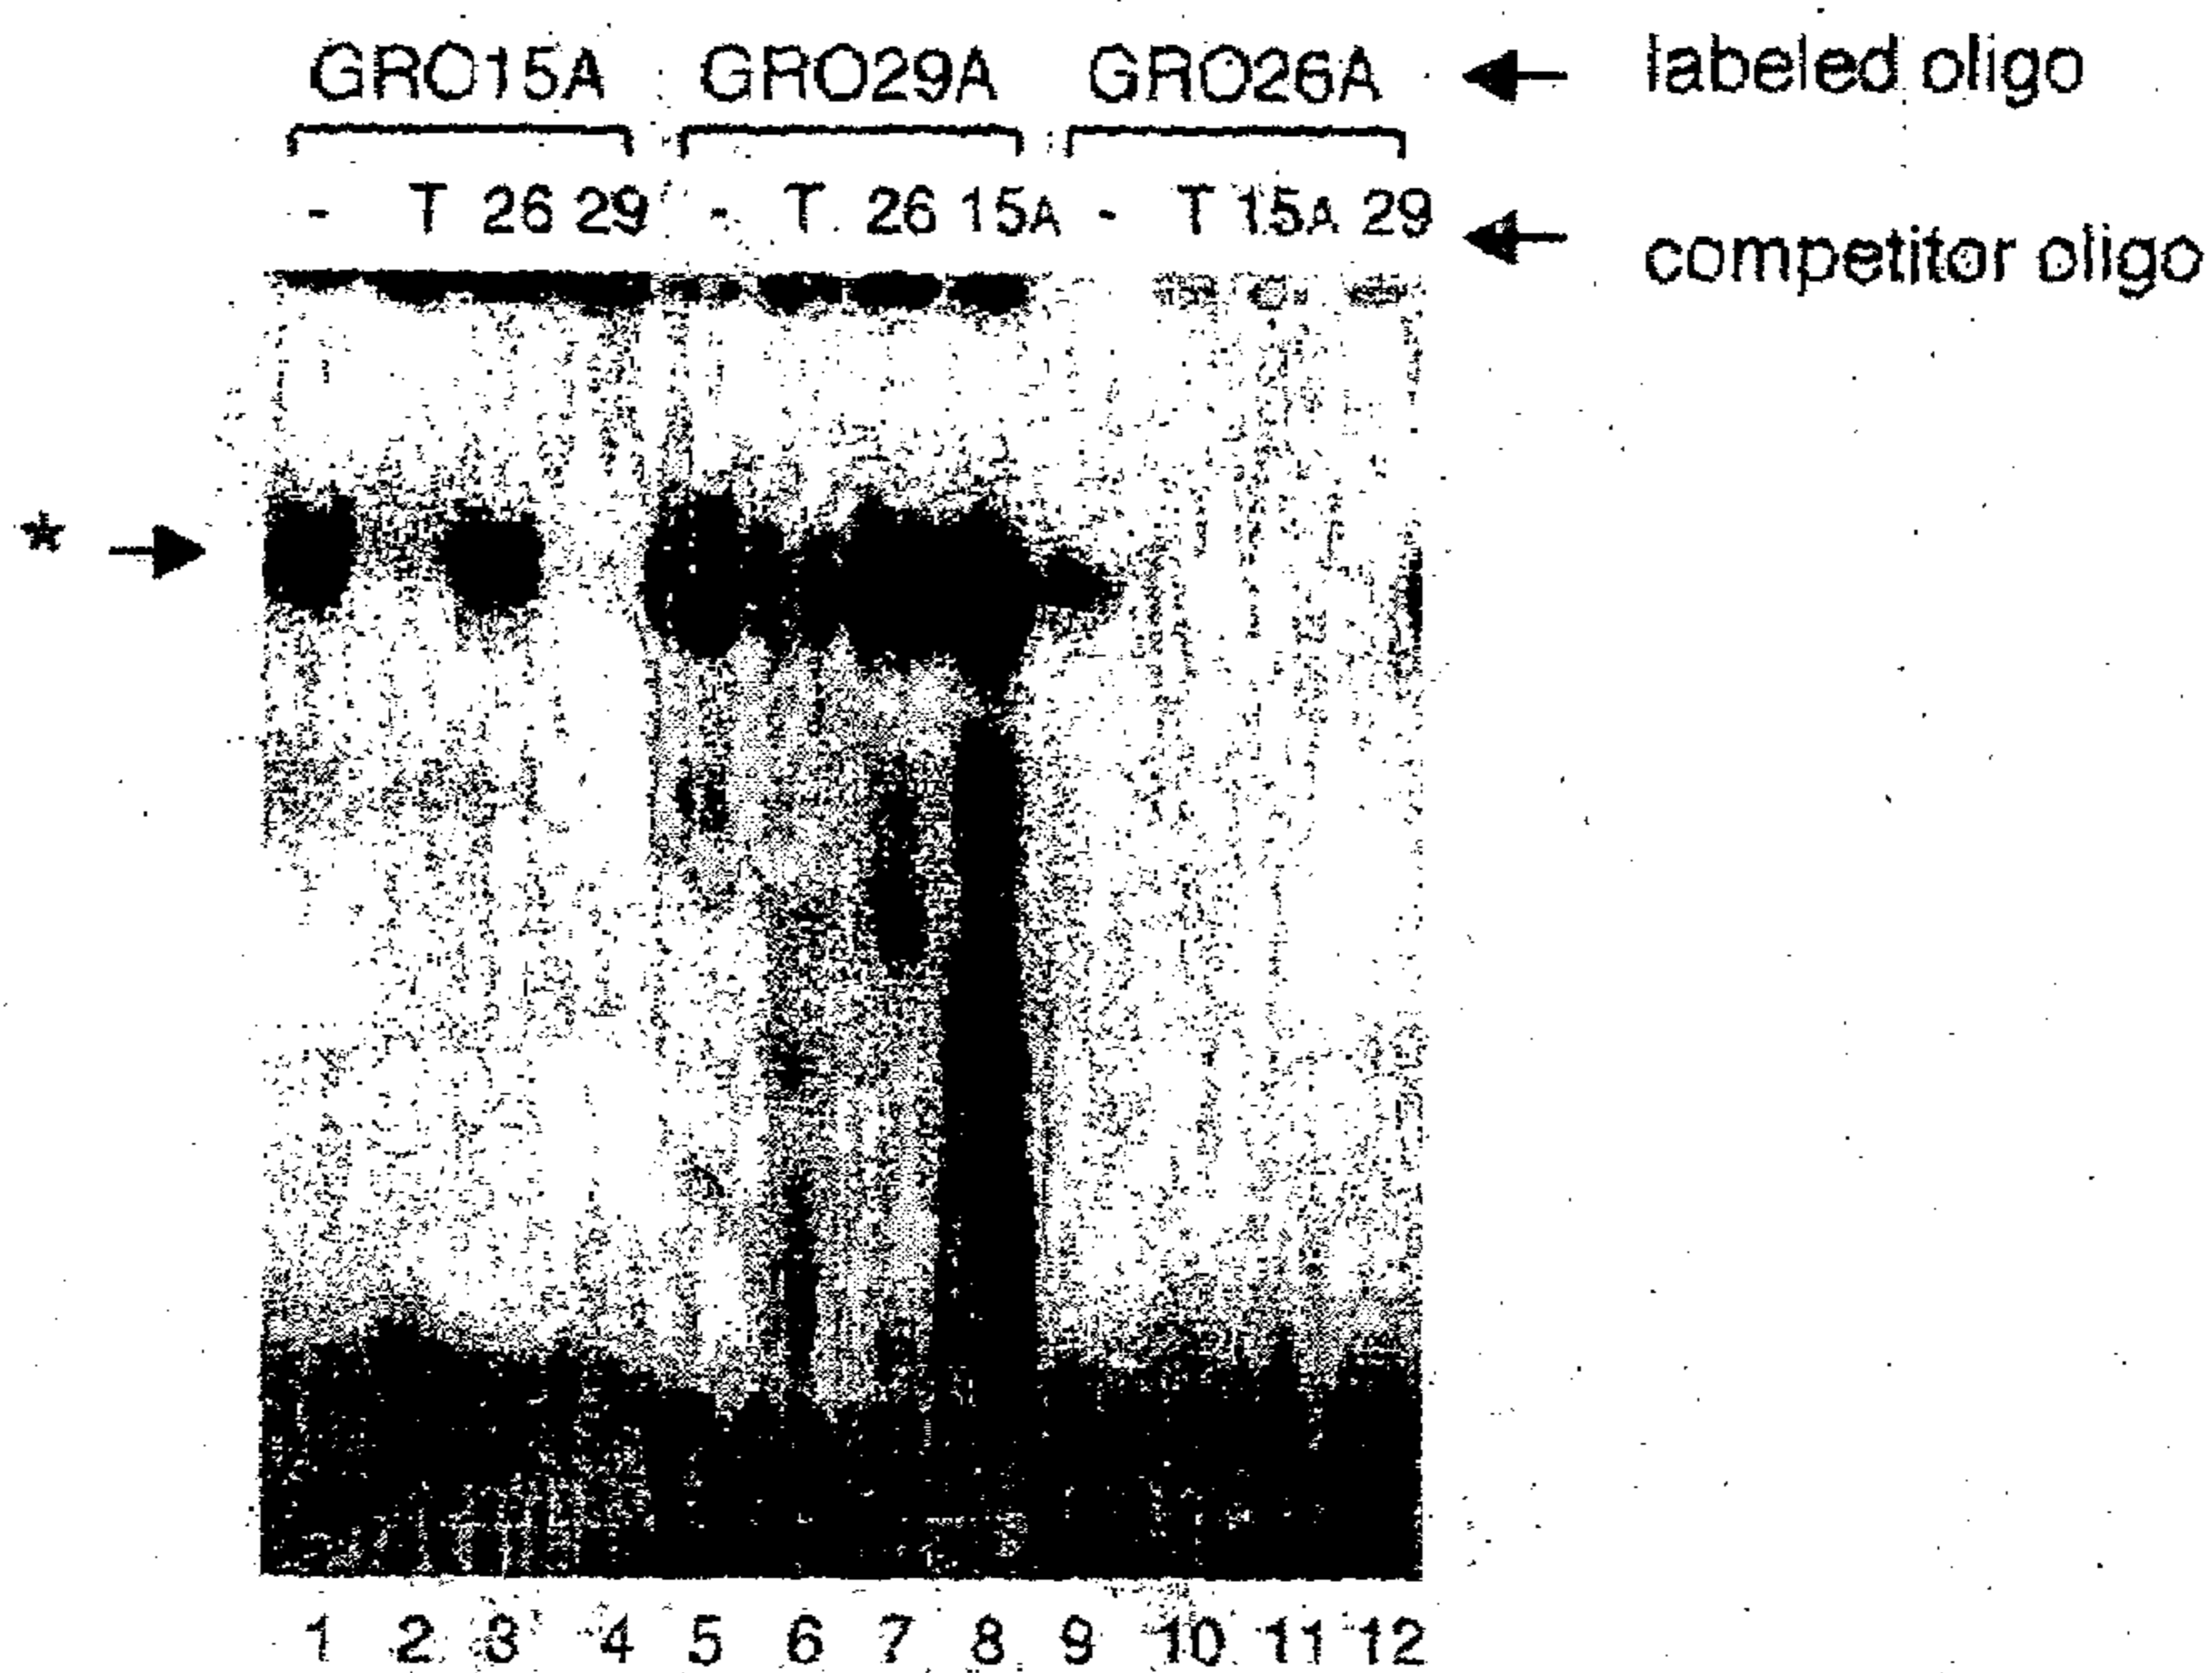 GRO15A GRO29A GRO26A labeled oligo
- T 26 29 - T 26 15A - T 15A 29 competitor oligo
*
1 2 3 4 5 6 7 8 9 10 11 12